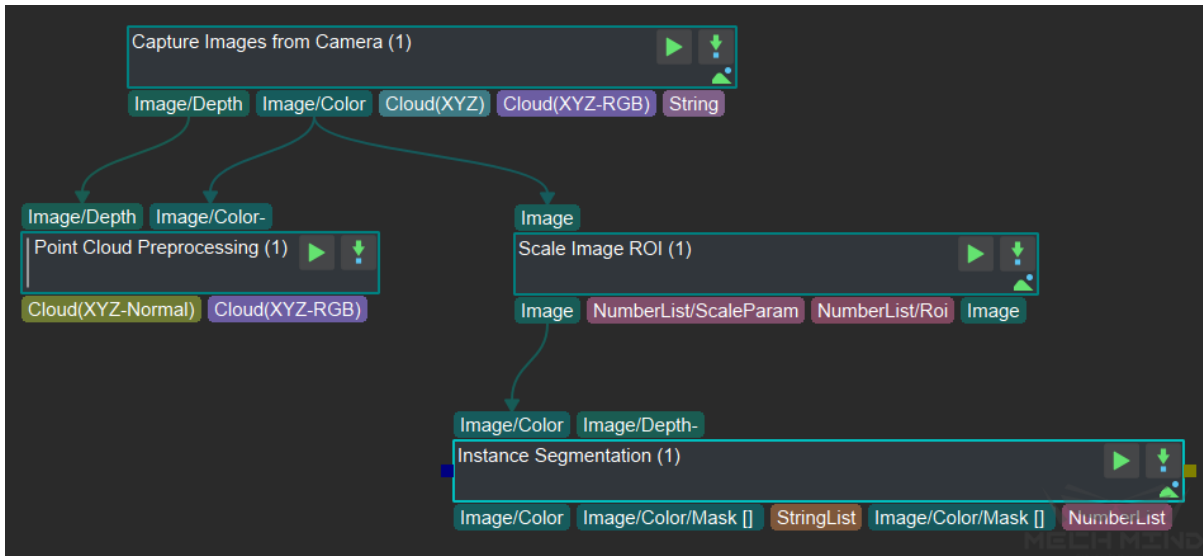 Capture Images from Camera (1)
Image/Depth Image/Color Cloud(XYZ) Cloud(XYZ-RGB) String
Image/Depth Image/Color- Image
Point Cloud Preprocessing (1) Scale Image ROI (1)
Cloud(XYZ-Normal) Cloud(XYZ-RGB) Image NumberList/ScaleParam NumberList/Roi Image
Image/Color Image/Depth-
Instance Segmentation (1)
Image/Color Image/Color/Mask [] StringList Image/Color/Mask [] NumberList
MECH MIND